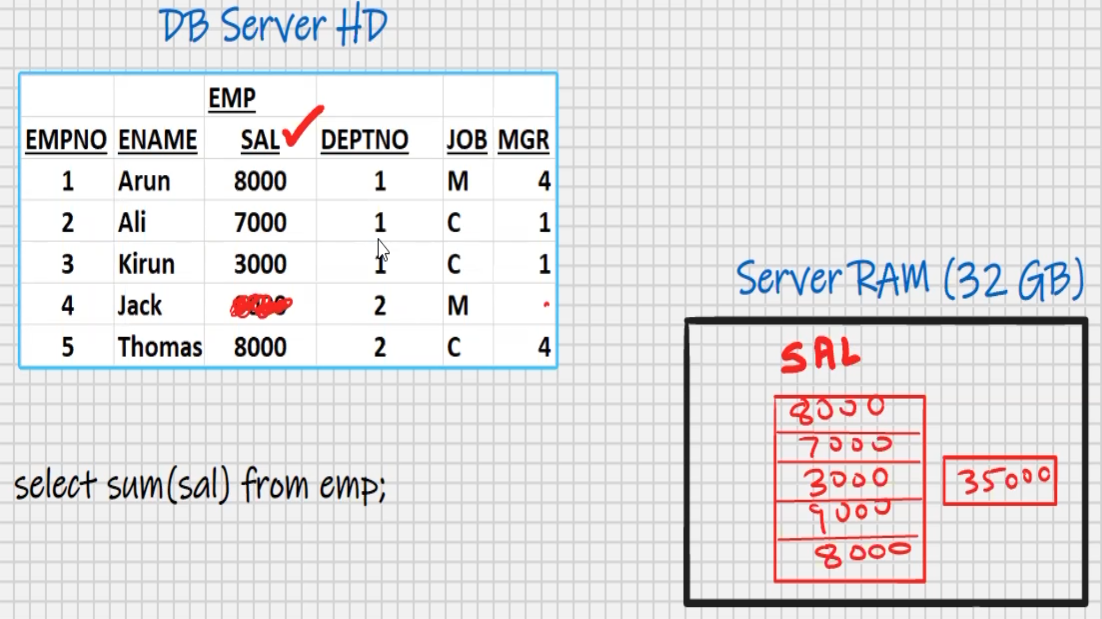 DB Server HD
EMP
EMPNO ENAME SAL DEPTNO JOB MGR
1 Arun 8000 1 M 4
2 Ali 7000 1 C 1
3 Kirun 3000 1 C 1
4 Jack 2 M
5 Thomas 8000 2 C 4
select sum(sal) from emp;
Server RAM (32 GB)
SAL
8000
7000
3000
9000
8000
35000